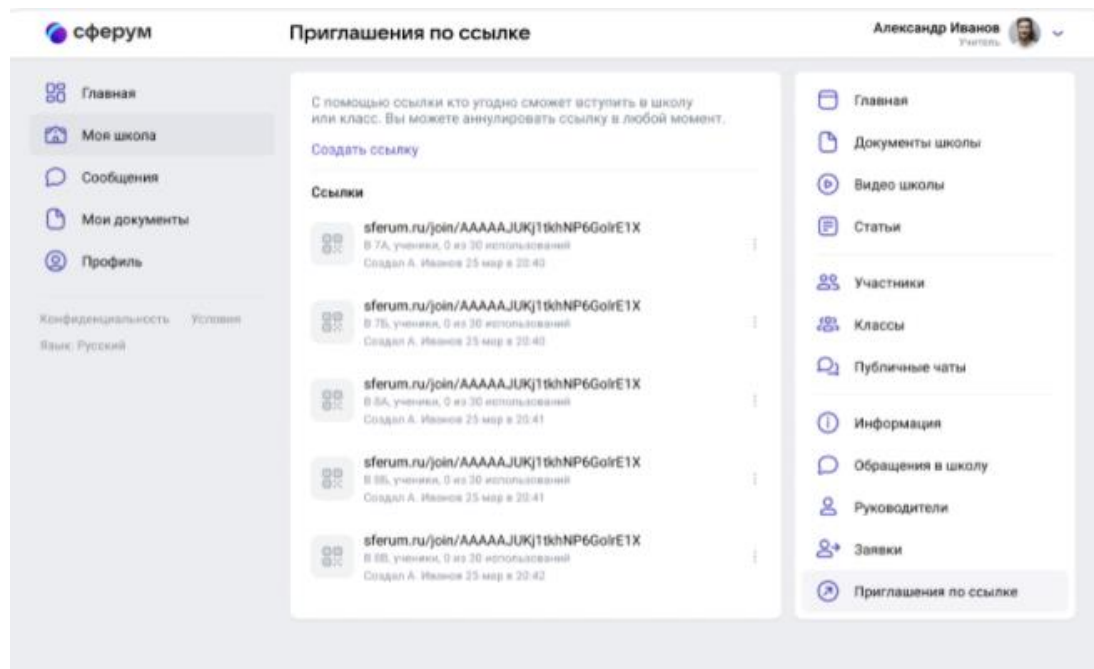 сферум
Приглашения по ссылке
Александр Иванов
Учитель
Главная
Моя школа
Сообщения
Мои документы
Профиль
Конфиденциальность Условия
Язык: Русский
С помощью ссылки кто угодно сможет вступить в школу
или класс. Вы можете аннулировать ссылку в любой момент.
Создать ссылку
Ссылки
sferum.ru/join/AAAAAJUKj1tkhNP6GolrE1X
В 7А, ученики, 0 из 30 использований
Создал А. Иванов 25 мар в 20:40
sferum.ru/join/AAAAAJUKj1tkhNP6GolrE1X
В 7Б, ученики, 0 из 30 использований
Создал А. Иванов 25 мар в 20:40
sferum.ru/join/AAAAAJUKj1tkhNP6GolrE1X
В 8А, ученики, 0 из 30 использований
Создал А. Иванов 25 мар в 20:41
sferum.ru/join/AAAAAJUKj1tkhNP6GolrE1X
В 8Б, ученики, 0 из 30 использований
Создал А. Иванов 25 мар в 20:41
sferum.ru/join/AAAAAJUKj1tkhNP6GolrE1X
В 8В, ученики, 0 из 30 использований
Создал А. Иванов 25 мар в 20:42
Главная
Документы школы
Видео школы
Статьи
Участники
Классы
Публичные чаты
Информация
Обращения в школу
Руководители
Заявки
Приглашения по ссылке